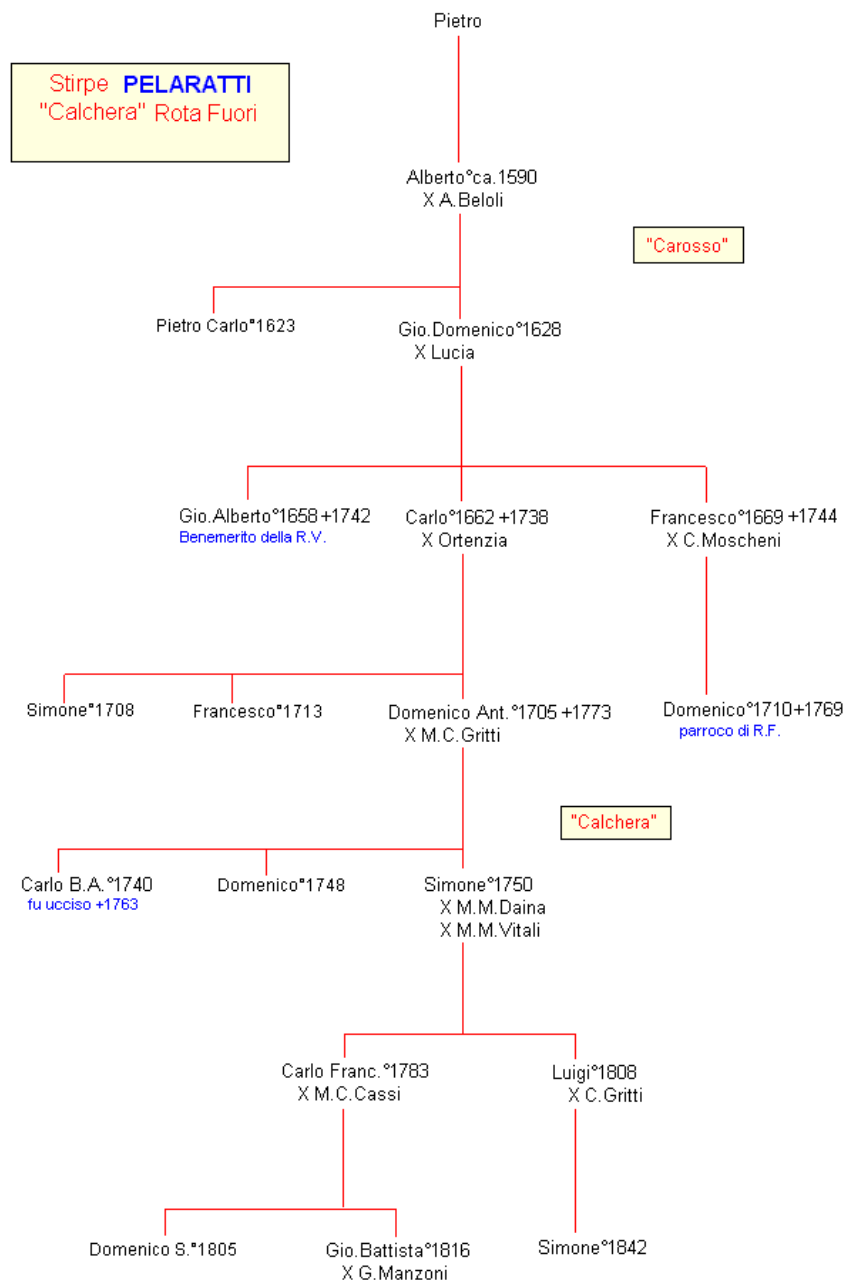 Pietro
Stirpe PELARATTI
"Calchera" Rota Fuori
Alberto°ca.1590
X A.Beloli
"Carosso"
Pietro Carlo°1623
Gio.Domenico°1628
X Lucia
Gio.Alberto°1658 +1742
Benemerito della R.V.
Carlo°1662 +1738
X Ortenzia
Francesco°1669 +1744
X C.Moscheni
Simone°1708
Francesco°1713
Domenico Ant.°1705 +1773
X M.C.Gritti
Domenico°1710+1769
parroco di R.F.
"Calchera"
Carlo B.A.°1740
fu ucciso +1763
Domenico°1748
Simone°1750
X M.M.Daina
X M.M.Vitali
Carlo Franc.°1783
X M.C.Cassi
Luigi°1808
X C.Gritti
Domenico S.°1805
Gio.Battista°1816
X G.Manzoni
Simone°1842